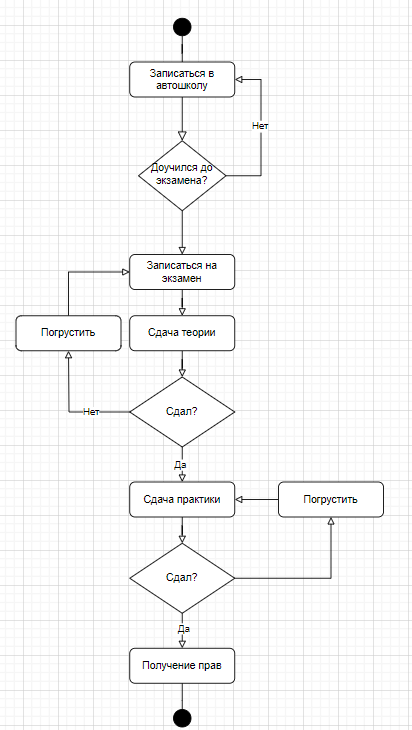 Записаться в
автошколу
Нет
Доучился до
экзамена?
Записаться на
экзамен
Погрустить
Сдача теории
Нет
Сдал?
Да
Сдача практики
Погрустить
Сдал?
Да
Получение прав